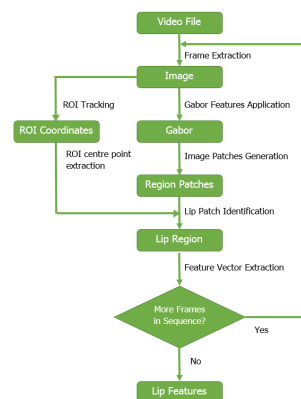 Video File
Frame Extraction
Image
ROI Tracking
Gabor Features Application
ROI Coordinates
Gabor
ROI centre point
extraction
Image Patches Generation
Region Patches
Lip Patch Identification
Lip Region
Feature Vector Extraction
More Frames
in Sequence?
Yes
No
Lip Features